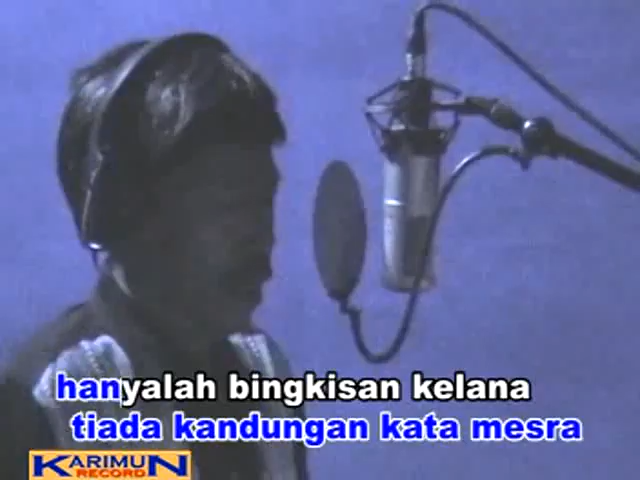 hanyalah bingkisan kelana
tiada kandungan kata mesra
KARIMUN
RECORD